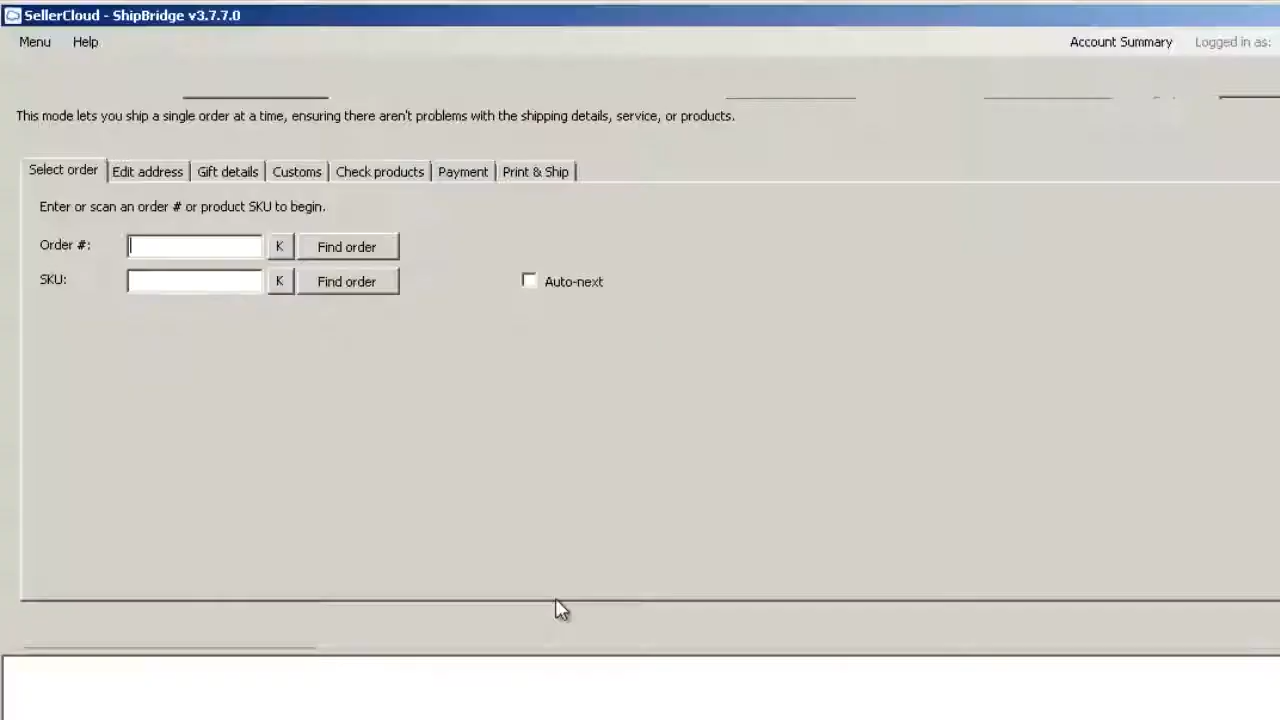 SellerCloud - ShipBridge v3.7.7.0
Menu Help Account Summary Logged in as:
This mode lets you ship a single order at a time, ensuring there aren't problems with the shipping details, service, or products.
Select order Edit address Gift details Customs Check products Payment Print & Ship
Enter or scan an order # or product SKU to begin.
Order #: K Find order
SKU: K Find order Auto-next